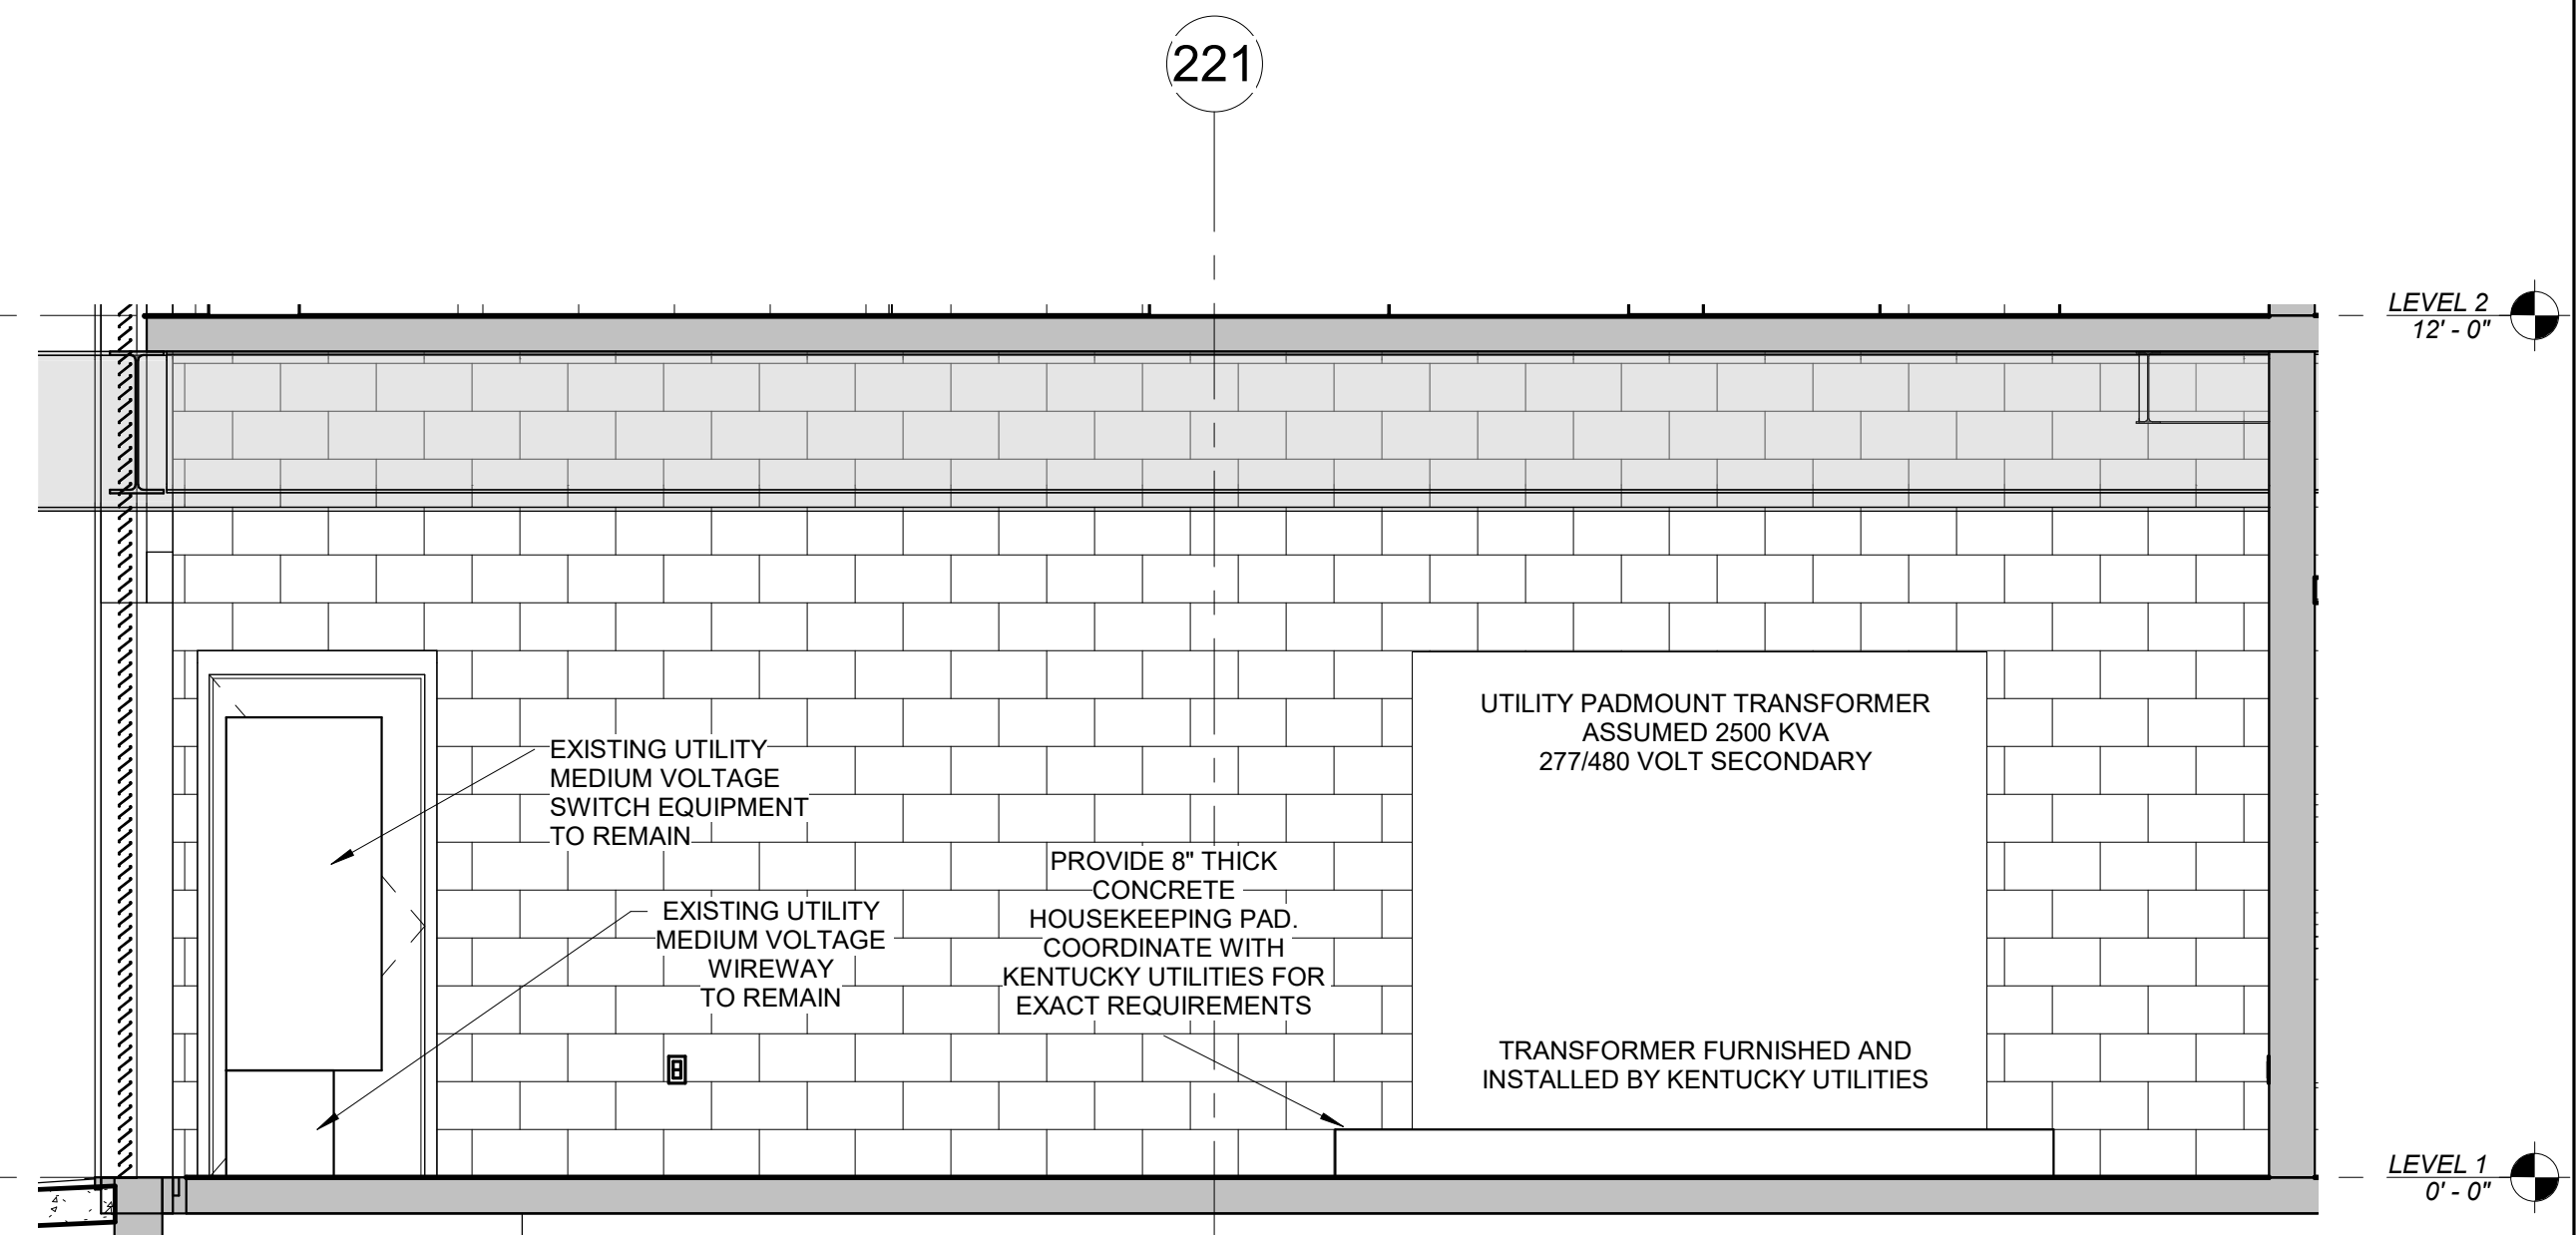 221
LEVEL 2
12' - 0"
UTILITY PADMOUNT TRANSFORMER
ASSUMED 2500 KVA
277/480 VOLT SECONDARY
EXISTING UTILITY
MEDIUM VOLTAGE
SWITCH EQUIPMENT
TO REMAIN
PROVIDE 8" THICK
CONCRETE
HOUSEKEEPING PAD.
COORDINATE WITH
KENTUCKY UTILITIES FOR
EXACT REQUIREMENTS
EXISTING UTILITY
MEDIUM VOLTAGE
WIREWAY
TO REMAIN
TRANSFORMER FURNISHED AND
INSTALLED BY KENTUCKY UTILITIES
LEVEL 1
0' - 0"